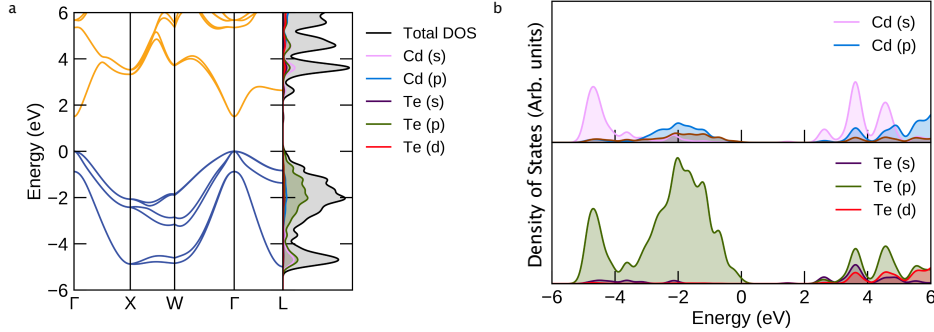 a
6
4
2
0
−2
−4
−6
Energy (eV)
Γ
X
W
Γ
L
Total DOS
Cd (s)
Cd (p)
Te (s)
Te (p)
Te (d)
b
Density of States (Arb. units)
Cd (s)
Cd (p)
Te (s)
Te (p)
Te (d)
−6
−4
−2
0
2
4
6
Energy (eV)